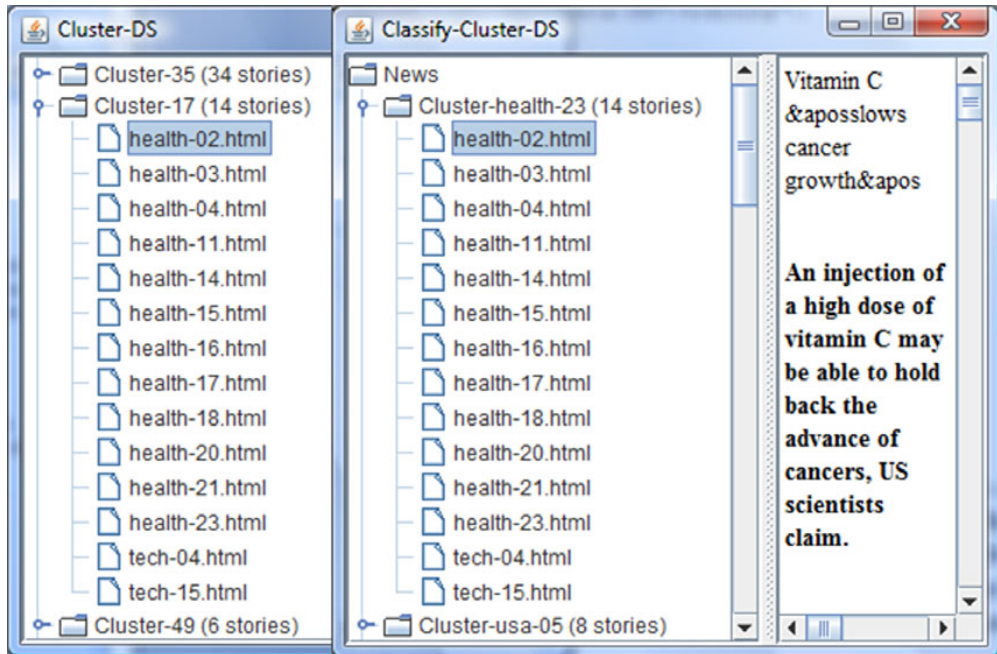 Cluster-DS
Cluster-35 (34 stories)
Cluster-17 (14 stories)
health-02.html
health-03.html
health-04.html
health-11.html
health-14.html
health-15.html
health-16.html
health-17.html
health-18.html
health-20.html
health-21.html
health-23.html
tech-04.html
tech-15.html
Cluster-49 (6 stories)
Classify-Cluster-DS
News
Cluster-health-23 (14 stories)
health-02.html
health-03.html
health-04.html
health-11.html
health-14.html
health-15.html
health-16.html
health-17.html
health-18.html
health-20.html
health-21.html
health-23.html
tech-04.html
tech-15.html
Cluster-usa-05 (8 stories)
Vitamin C
&aposslows
cancer
growth&apos
An injection of
a high dose of
vitamin C may
be able to hold
back the
advance of
cancers, US
scientists
claim.